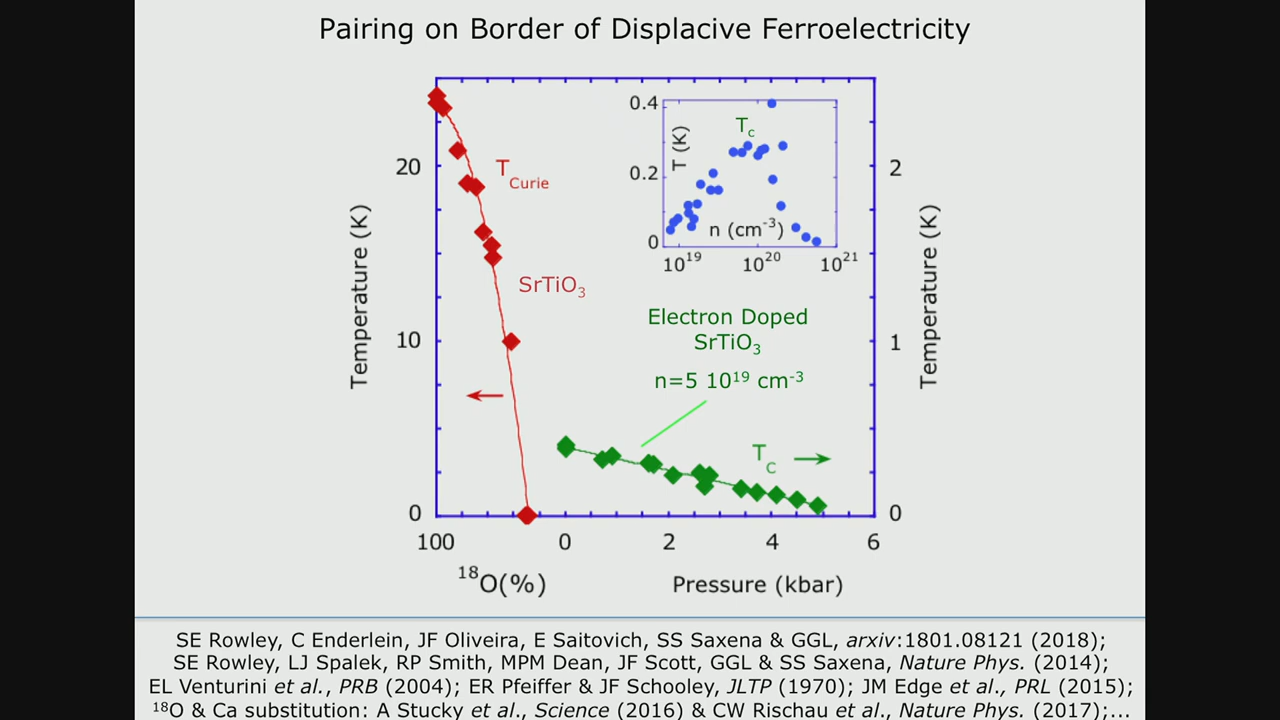 Pairing on Border of Displacive Ferroelectricity
Temperature (K)
20
10
0
T_Curie
SrTiO₃
100
¹⁸O(%)
0.4
0.2
0
T (K)
T_c
n (cm⁻³)
10¹⁹
10²⁰
10²¹
Electron Doped
SrTiO₃
n=5 10¹⁹ cm⁻³
T_C
0
2
4
6
Pressure (kbar)
2
1
0
Temperature (K)
SE Rowley, C Enderlein, JF Oliveira, E Saitovich, SS Saxena & GGL, arxiv:1801.08121 (2018);
SE Rowley, LJ Spalek, RP Smith, MPM Dean, JF Scott, GGL & SS Saxena, Nature Phys. (2014);
EL Venturini et al., PRB (2004); ER Pfeiffer & JF Schooley, JLTP (1970); JM Edge et al., PRL (2015);
¹⁸O & Ca substitution: A Stucky et al., Science (2016) & CW Rischau et al., Nature Phys. (2017);...